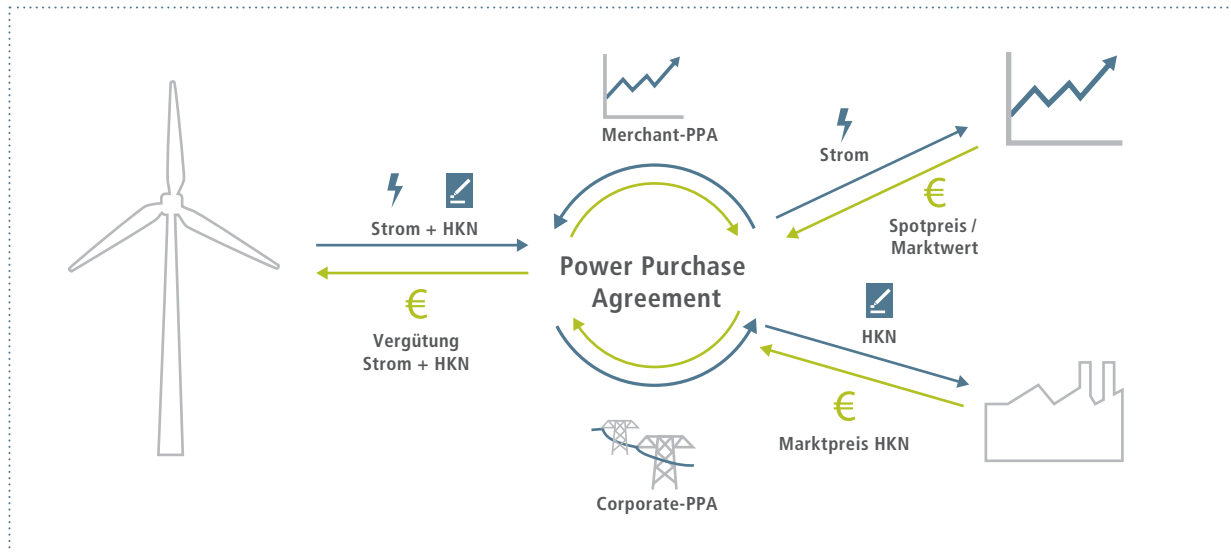 Merchant-PPA
Strom
Strom + HKN
€
Spotpreis /
Marktwert
Power Purchase
Agreement
€
Vergütung
Strom + HKN
HKN
€
Marktpreis HKN
Corporate-PPA